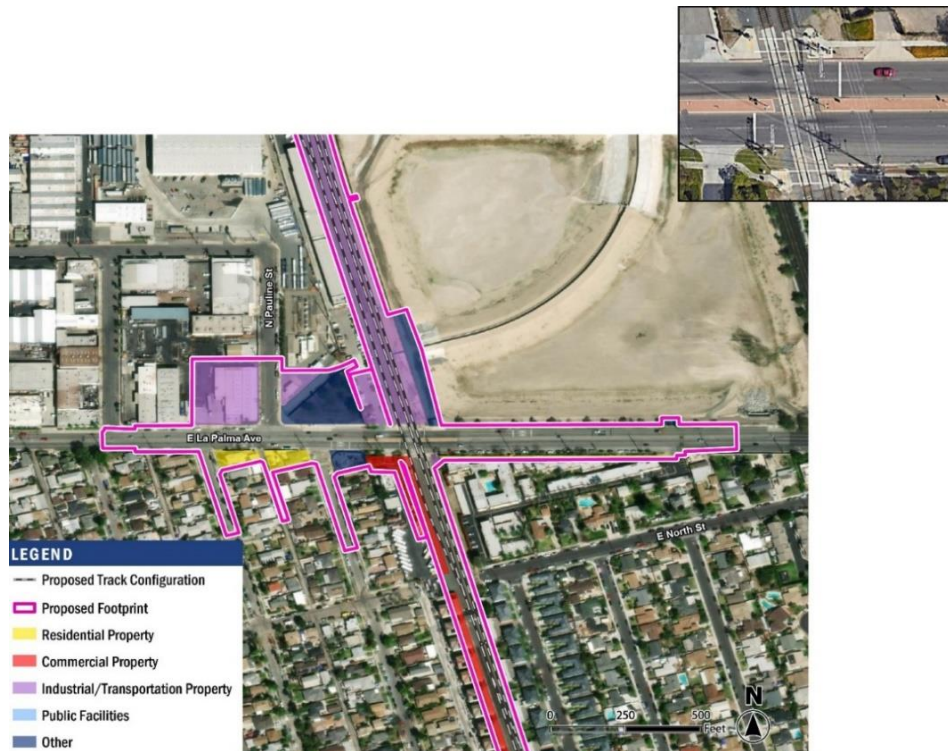 N Pauline St
E La Palma Ave
E North St
LEGEND
Proposed Track Configuration
Proposed Footprint
Residential Property
Commercial Property
Industrial/Transportation Property
Public Facilities
Other
0 250 500
Feet
N